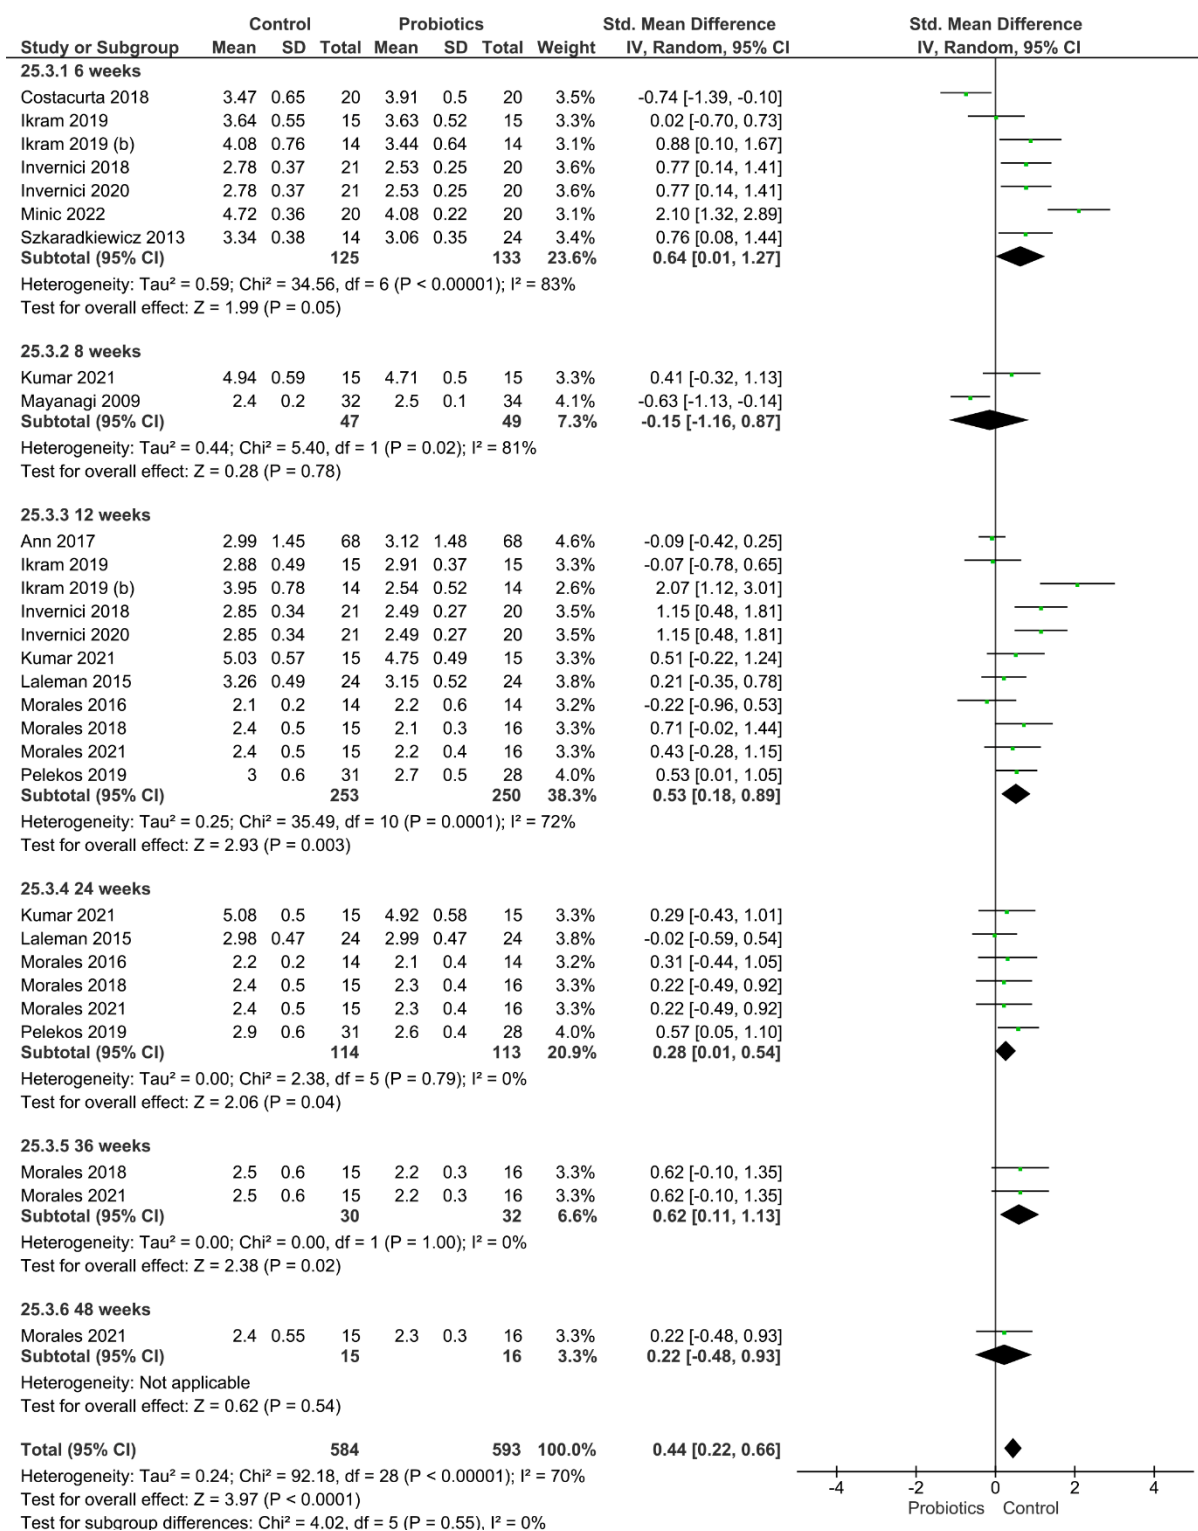 Control Probiotics Std. Mean Difference Std. Mean Difference
Study or Subgroup Mean SD Total Mean SD Total Weight IV, Random, 95% CI IV, Random, 95% CI
25.3.1 6 weeks
Costacurta 2018 3.47 0.65 20 3.91 0.5 20 3.5% -0.74 [-1.39, -0.10]
Ikram 2019 3.64 0.55 15 3.63 0.52 15 3.3% 0.02 [-0.70, 0.73]
Ikram 2019 (b) 4.08 0.76 14 3.44 0.64 14 3.1% 0.88 [0.10, 1.67]
Invernici 2018 2.78 0.37 21 2.53 0.25 20 3.6% 0.77 [0.14, 1.41]
Invernici 2020 2.78 0.37 21 2.53 0.25 20 3.6% 0.77 [0.14, 1.41]
Minic 2022 4.72 0.36 20 4.08 0.22 20 3.1% 2.10 [1.32, 2.89]
Szkaradkiewicz 2013 3.34 0.38 14 3.06 0.35 24 3.4% 0.76 [0.08, 1.44]
Subtotal (95% CI) 125 133 23.6% 0.64 [0.01, 1.27]
Heterogeneity: Tau² = 0.59; Chi² = 34.56, df = 6 (P < 0.00001); I² = 83%
Test for overall effect: Z = 1.99 (P = 0.05)
25.3.2 8 weeks
Kumar 2021 4.94 0.59 15 4.71 0.5 15 3.3% 0.41 [-0.32, 1.13]
Mayanagi 2009 2.4 0.2 32 2.5 0.1 34 4.1% -0.63 [-1.13, -0.14]
Subtotal (95% CI) 47 49 7.3% -0.15 [-1.16, 0.87]
Heterogeneity: Tau² = 0.44; Chi² = 5.40, df = 1 (P = 0.02); I² = 81%
Test for overall effect: Z = 0.28 (P = 0.78)
25.3.3 12 weeks
Ann 2017 2.99 1.45 68 3.12 1.48 68 4.6% -0.09 [-0.42, 0.25]
Ikram 2019 2.88 0.49 15 2.91 0.37 15 3.3% -0.07 [-0.78, 0.65]
Ikram 2019 (b) 3.95 0.78 14 2.54 0.52 14 2.6% 2.07 [1.12, 3.01]
Invernici 2018 2.85 0.34 21 2.49 0.27 20 3.5% 1.15 [0.48, 1.81]
Invernici 2020 2.85 0.34 21 2.49 0.27 20 3.5% 1.15 [0.48, 1.81]
Kumar 2021 5.03 0.57 15 4.75 0.49 15 3.3% 0.51 [-0.22, 1.24]
Laleman 2015 3.26 0.49 24 3.15 0.52 24 3.8% 0.21 [-0.35, 0.78]
Morales 2016 2.1 0.2 14 2.2 0.6 14 3.2% -0.22 [-0.96, 0.53]
Morales 2018 2.4 0.5 15 2.1 0.3 16 3.3% 0.71 [-0.02, 1.44]
Morales 2021 2.4 0.5 15 2.2 0.4 16 3.3% 0.43 [-0.28, 1.15]
Pelekos 2019 3 0.6 31 2.7 0.5 28 4.0% 0.53 [0.01, 1.05]
Subtotal (95% CI) 253 250 38.3% 0.53 [0.18, 0.89]
Heterogeneity: Tau² = 0.25; Chi² = 35.49, df = 10 (P = 0.0001); I² = 72%
Test for overall effect: Z = 2.93 (P = 0.003)
25.3.4 24 weeks
Kumar 2021 5.08 0.5 15 4.92 0.58 15 3.3% 0.29 [-0.43, 1.01]
Laleman 2015 2.98 0.47 24 2.99 0.47 24 3.8% -0.02 [-0.59, 0.54]
Morales 2016 2.2 0.2 14 2.1 0.4 14 3.2% 0.31 [-0.44, 1.05]
Morales 2018 2.4 0.5 15 2.3 0.4 16 3.3% 0.22 [-0.49, 0.92]
Morales 2021 2.4 0.5 15 2.3 0.4 16 3.3% 0.22 [-0.49, 0.92]
Pelekos 2019 2.9 0.6 31 2.6 0.4 28 4.0% 0.57 [0.05, 1.10]
Subtotal (95% CI) 114 113 20.9% 0.28 [0.01, 0.54]
Heterogeneity: Tau² = 0.00; Chi² = 2.38, df = 5 (P = 0.79); I² = 0%
Test for overall effect: Z = 2.06 (P = 0.04)
25.3.5 36 weeks
Morales 2018 2.5 0.6 15 2.2 0.3 16 3.3% 0.62 [-0.10, 1.35]
Morales 2021 2.5 0.6 15 2.2 0.3 16 3.3% 0.62 [-0.10, 1.35]
Subtotal (95% CI) 30 32 6.6% 0.62 [0.11, 1.13]
Heterogeneity: Tau² = 0.00; Chi² = 0.00, df = 1 (P = 1.00); I² = 0%
Test for overall effect: Z = 2.38 (P = 0.02)
25.3.6 48 weeks
Morales 2021 2.4 0.55 15 2.3 0.3 16 3.3% 0.22 [-0.48, 0.93]
Subtotal (95% CI) 15 16 3.3% 0.22 [-0.48, 0.93]
Heterogeneity: Not applicable
Test for overall effect: Z = 0.62 (P = 0.54)
Total (95% CI) 584 593 100.0% 0.44 [0.22, 0.66]
Heterogeneity: Tau² = 0.24; Chi² = 92.18, df = 28 (P < 0.00001); I² = 70%
Test for overall effect: Z = 3.97 (P < 0.0001)
Test for subgroup differences: Chi² = 4.02, df = 5 (P = 0.55), I² = 0%
-4 -2 0 2 4
Probiotics Control